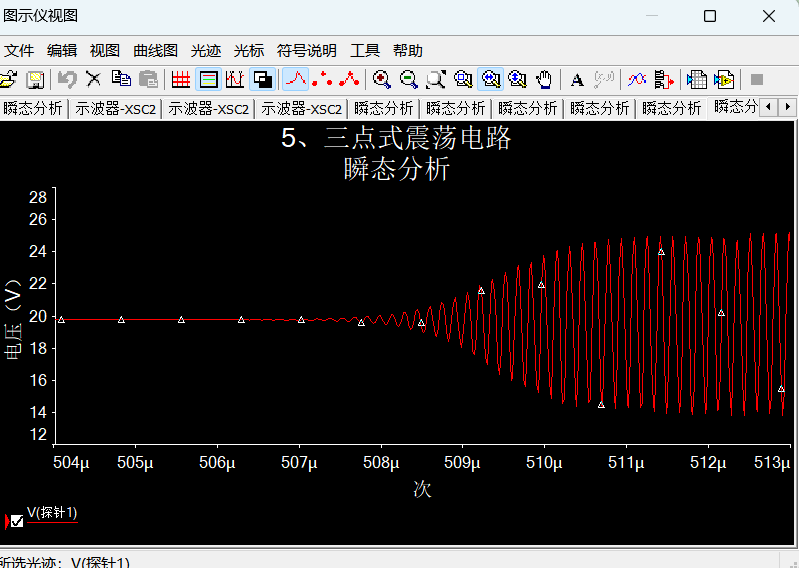 图示仪视图
文件 编辑 视图 曲线图 光迹 光标 符号说明 工具 帮助
瞬态分析 示波器-XSC2 示波器-XSC2 示波器-XSC2 瞬态分析 瞬态分析 瞬态分析 瞬态分析 瞬态分析 瞬态分
5、三点式震荡电路
瞬态分析
28
26
24
22
20
18
16
14
12
电压（V）
504µ 505µ 506µ 507µ 508µ 509µ 510µ 511µ 512µ 513µ
次
V(探针1)
所选光迹： V(探针1)